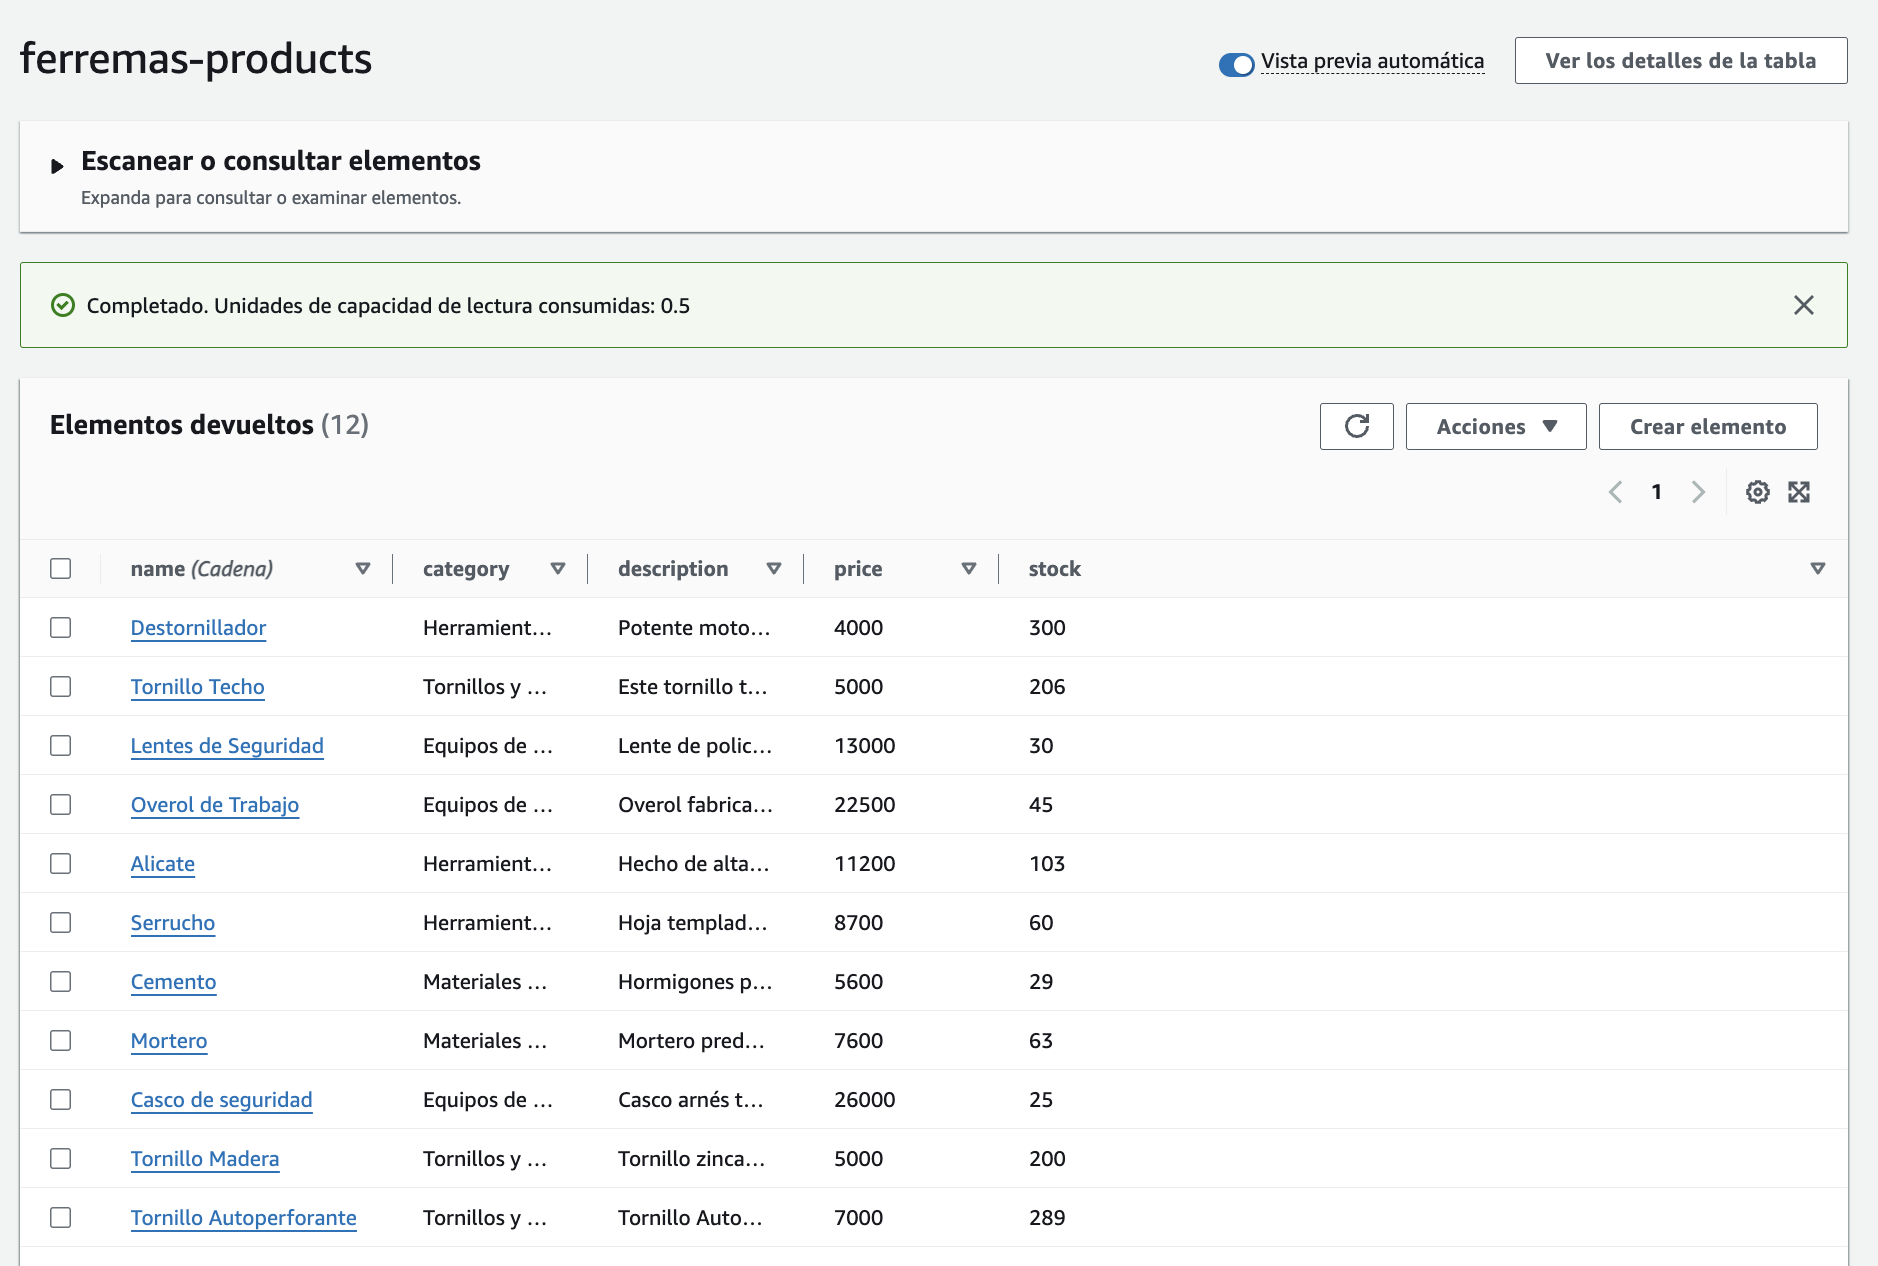 ferremas-products
Vista previa automática
Ver los detalles de la tabla
Escanear o consultar elementos
Expanda para consultar o examinar elementos.
Completado. Unidades de capacidad de lectura consumidas: 0.5
Elementos devueltos (12)
Acciones
Crear elemento
1
name (Cadena) category description price stock
Destornillador Herramient... Potente moto... 4000 300
Tornillo Techo Tornillos y ... Este tornillo t... 5000 206
Lentes de Seguridad Equipos de ... Lente de polic... 13000 30
Overol de Trabajo Equipos de ... Overol fabrica... 22500 45
Alicate Herramient... Hecho de alta... 11200 103
Serrucho Herramient... Hoja templad... 8700 60
Cemento Materiales ... Hormigones p... 5600 29
Mortero Materiales ... Mortero pred... 7600 63
Casco de seguridad Equipos de ... Casco arnés t... 26000 25
Tornillo Madera Tornillos y ... Tornillo zinca... 5000 200
Tornillo Autoperforante Tornillos y ... Tornillo Auto... 7000 289